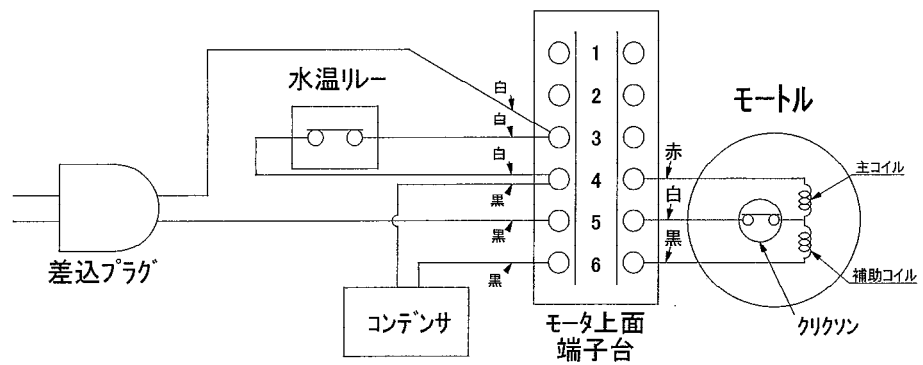 水温リレー
モートル
差込プラグ
コンデンサ
モータ上面
端子台
クリクソン
主コイル
補助コイル
1
2
3
4
5
6
白
白
白
黒
黒
黒
赤
白
黒